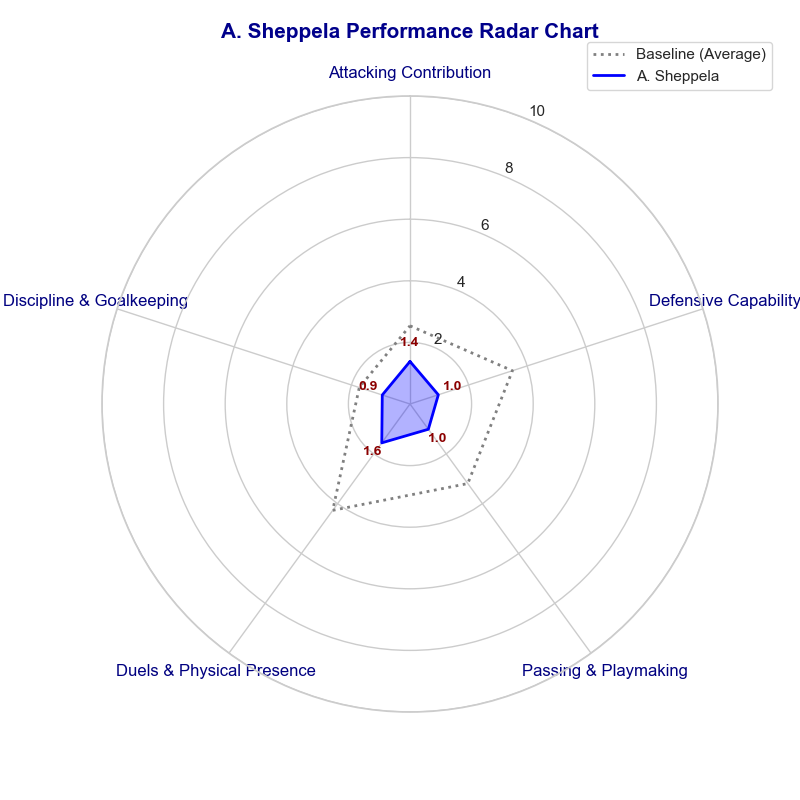 A. Sheppela Performance Radar Chart
Baseline (Average)
A. Sheppela
Attacking Contribution
10
8
6
4
2
Discipline & Goalkeeping
Defensive Capability
1.4
0.9
1.0
1.0
1.6
Duels & Physical Presence
Passing & Playmaking